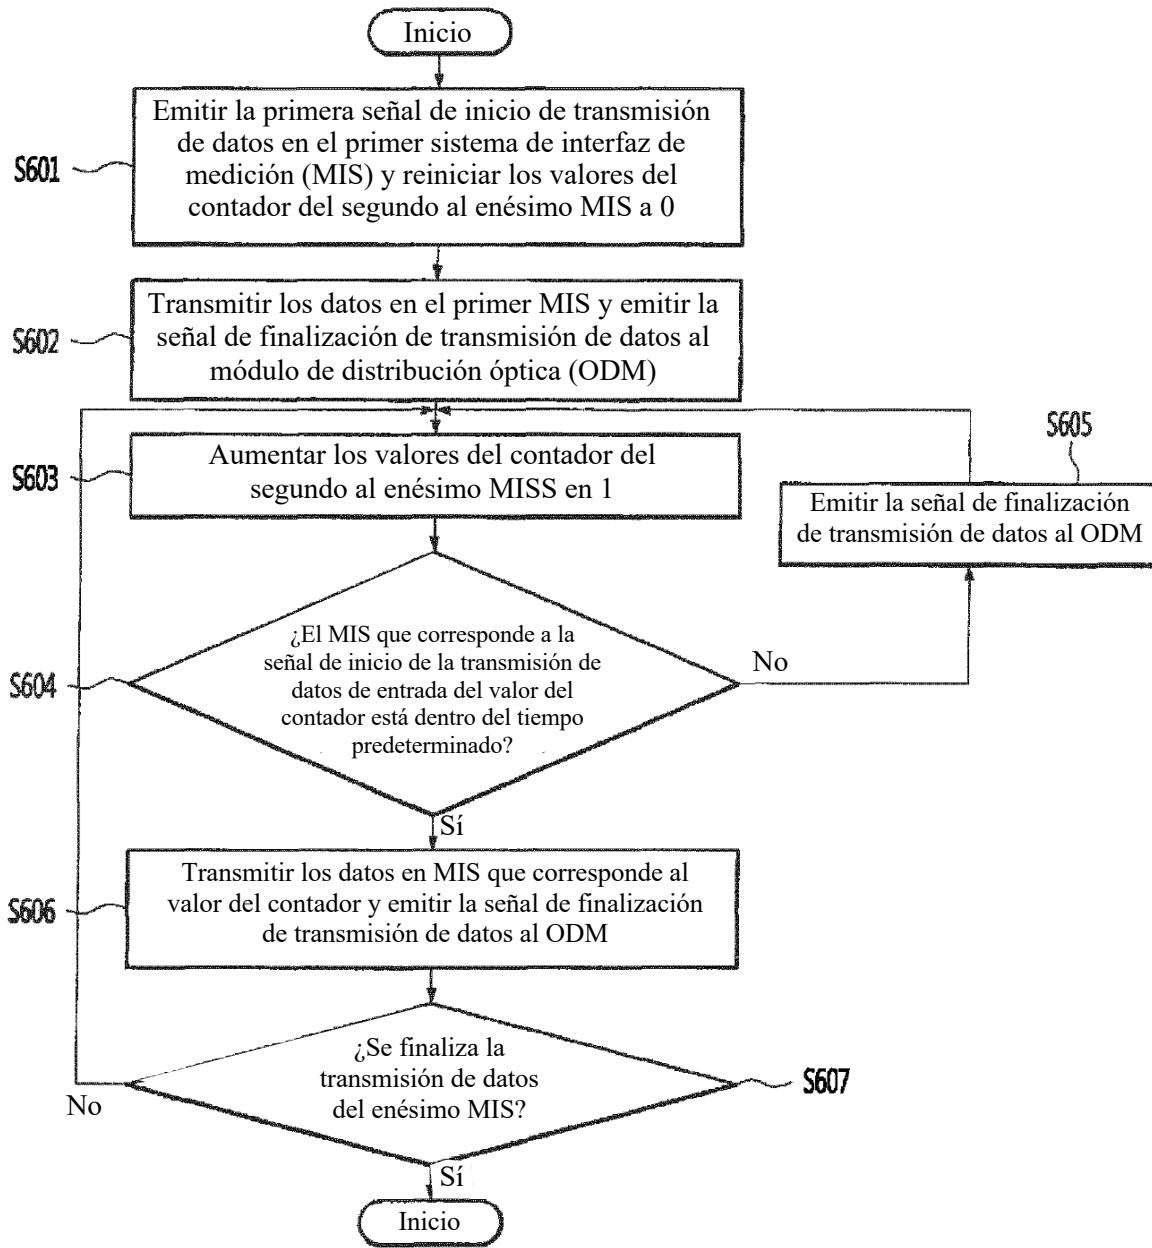 Inicio
Emitir la primera señal de inicio de transmisión
de datos en el primer sistema de interfaz de
medición (MIS) y reiniciar los valores del
contador del segundo al enésimo MIS a 0
S601
Transmitir los datos en el primer MIS y emitir la
señal de finalización de transmisión de datos al
módulo de distribución óptica (ODM)
S602
Aumentar los valores del contador del
segundo al enésimo MISS en 1
S603
S605
Emitir la señal de finalización
de transmisión de datos al ODM
¿El MIS que corresponde a la
señal de inicio de la transmisión de
datos de entrada del valor del
contador está dentro del tiempo
predeterminado?
S604
No
Sí
Transmitir los datos en MIS que corresponde al
valor del contador y emitir la señal de finalización
de transmisión de datos al ODM
S606
¿Se finaliza la
transmisión de datos
del enésimo MIS?
S607
No
Sí
Inicio